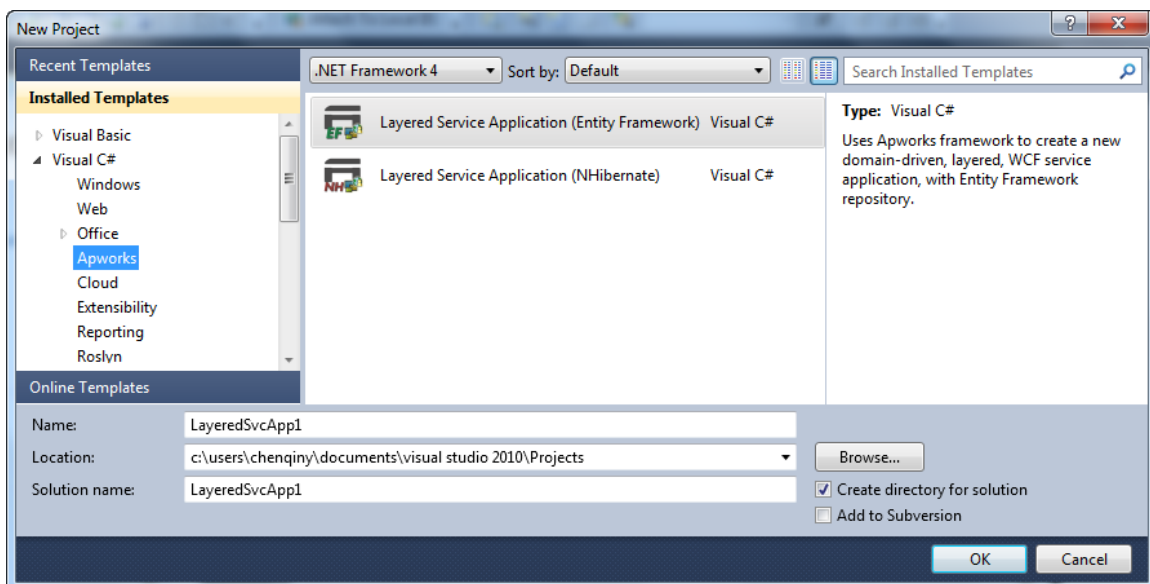 New Project
?
X
Recent Templates
Installed Templates
Visual Basic
Visual C#
Windows
Web
Office
Apworks
Cloud
Extensibility
Reporting
Roslyn
Online Templates
.NET Framework 4
Sort by: Default
Search Installed Templates
EF
Layered Service Application (Entity Framework) Visual C#
NH
Layered Service Application (NHibernate) Visual C#
Type: Visual C#
Uses Apworks framework to create a new
domain-driven, layered, WCF service
application, with Entity Framework
repository.
Name: LayeredSvcApp1
Location: c:\users\chenqiny\documents\visual studio 2010\Projects
Browse...
Solution name: LayeredSvcApp1
Create directory for solution
Add to Subversion
OK
Cancel